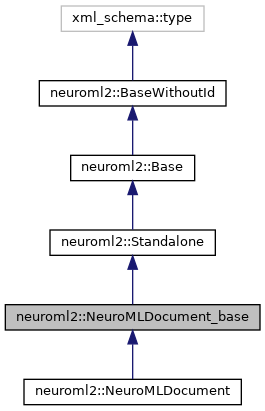 xml_schema::type
neuroml2::BaseWithoutId
neuroml2::Base
neuroml2::Standalone
neuroml2::NeuroMLDocument_base
neuroml2::NeuroMLDocument